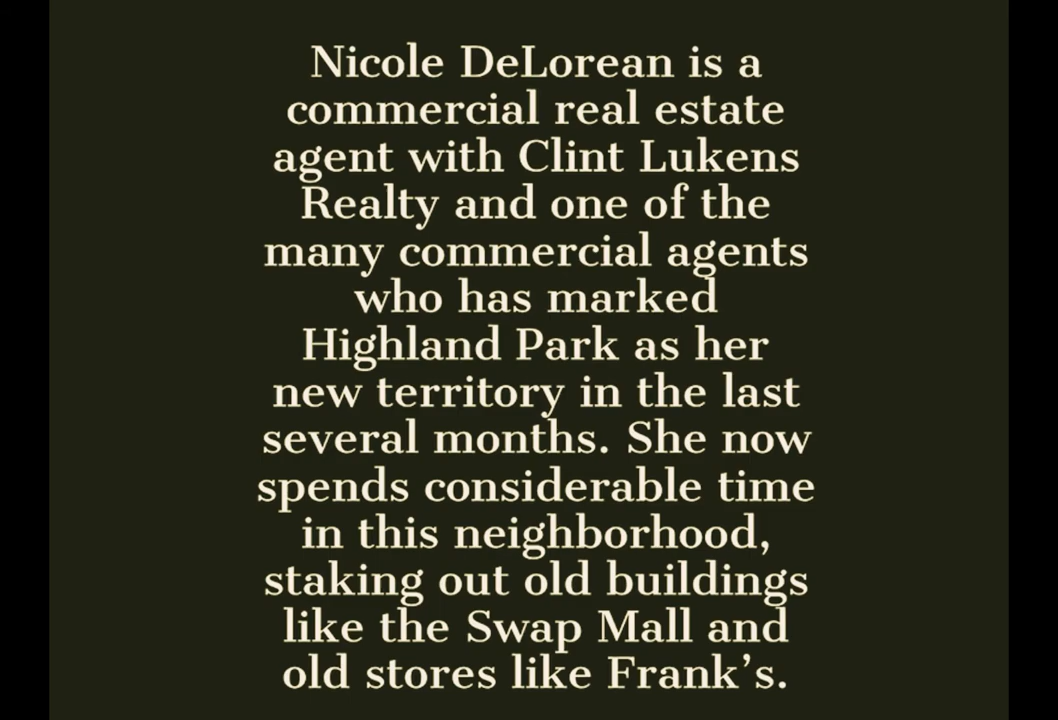 Nicole DeLorean is a
commercial real estate
agent with Clint Lukens
Realty and one of the
many commercial agents
who has marked
Highland Park as her
new territory in the last
several months. She now
spends considerable time
in this neighborhood,
staking out old buildings
like the Swap Mall and
old stores like Frank’s.